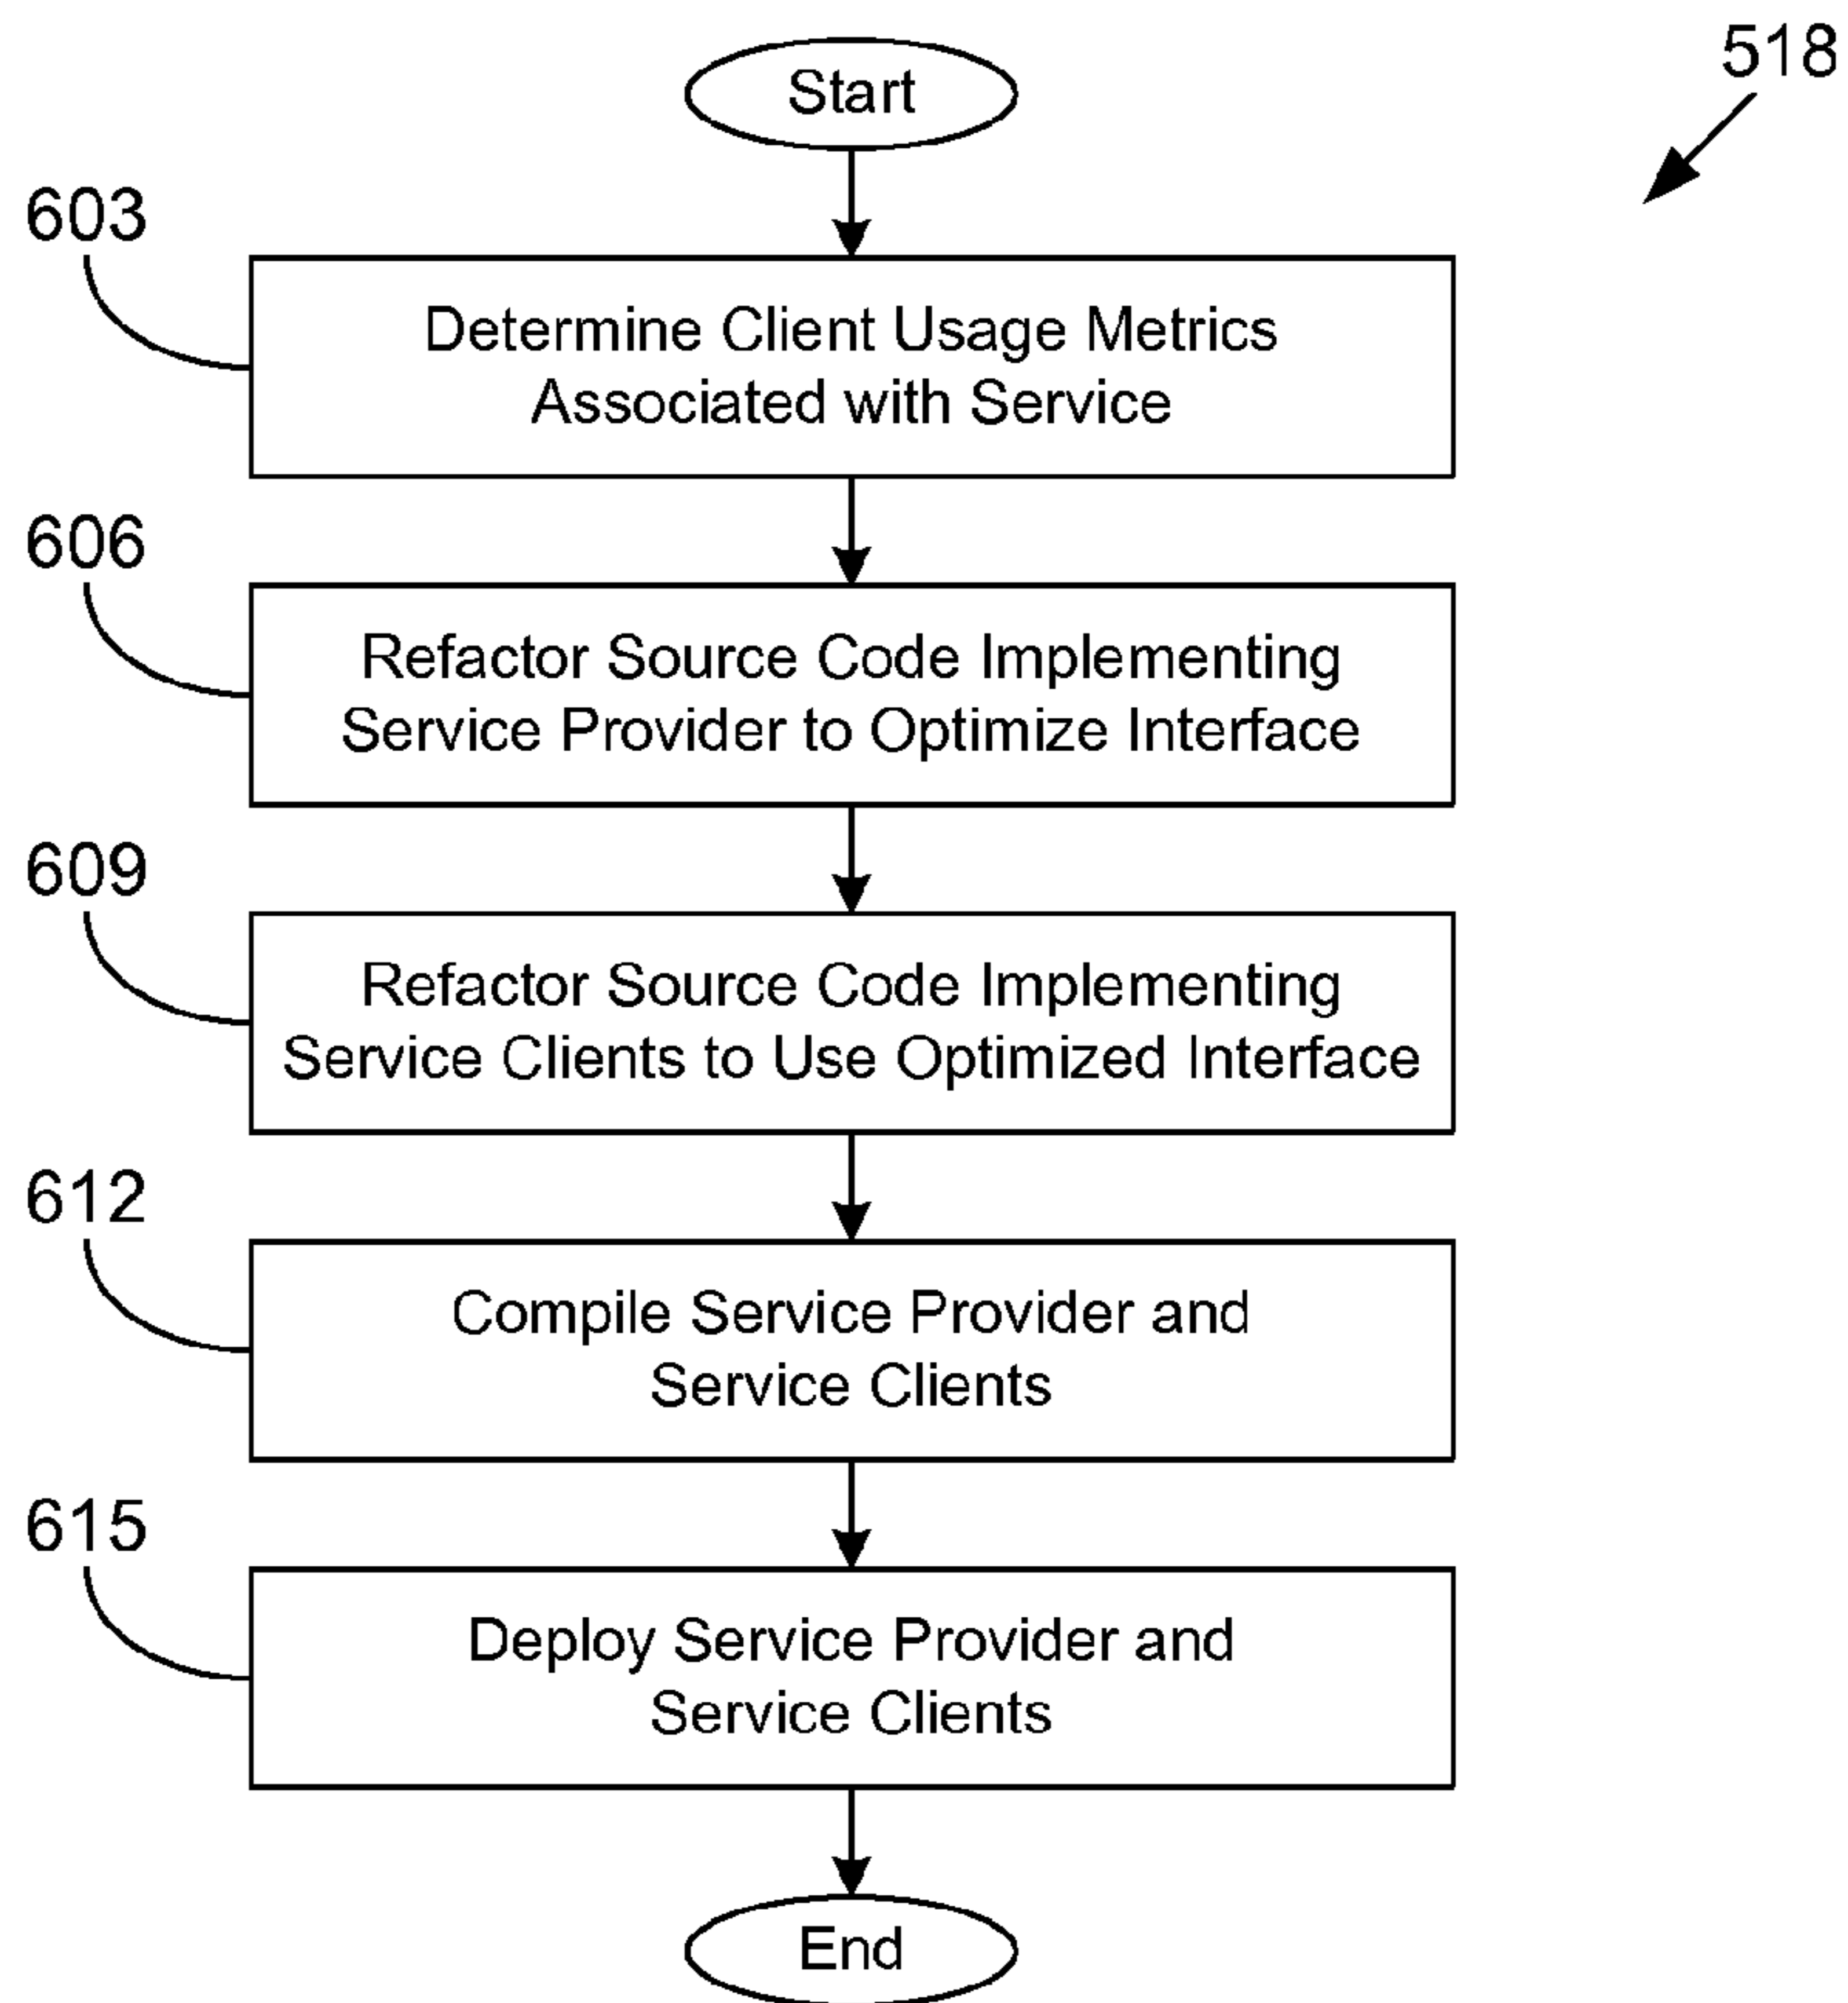 518
Start
603
Determine Client Usage Metrics
Associated with Service
606
Refactor Source Code Implementing
Service Provider to Optimize Interface
609
Refactor Source Code Implementing
Service Clients to Use Optimized Interface
612
Compile Service Provider and
Service Clients
615
Deploy Service Provider and
Service Clients
End